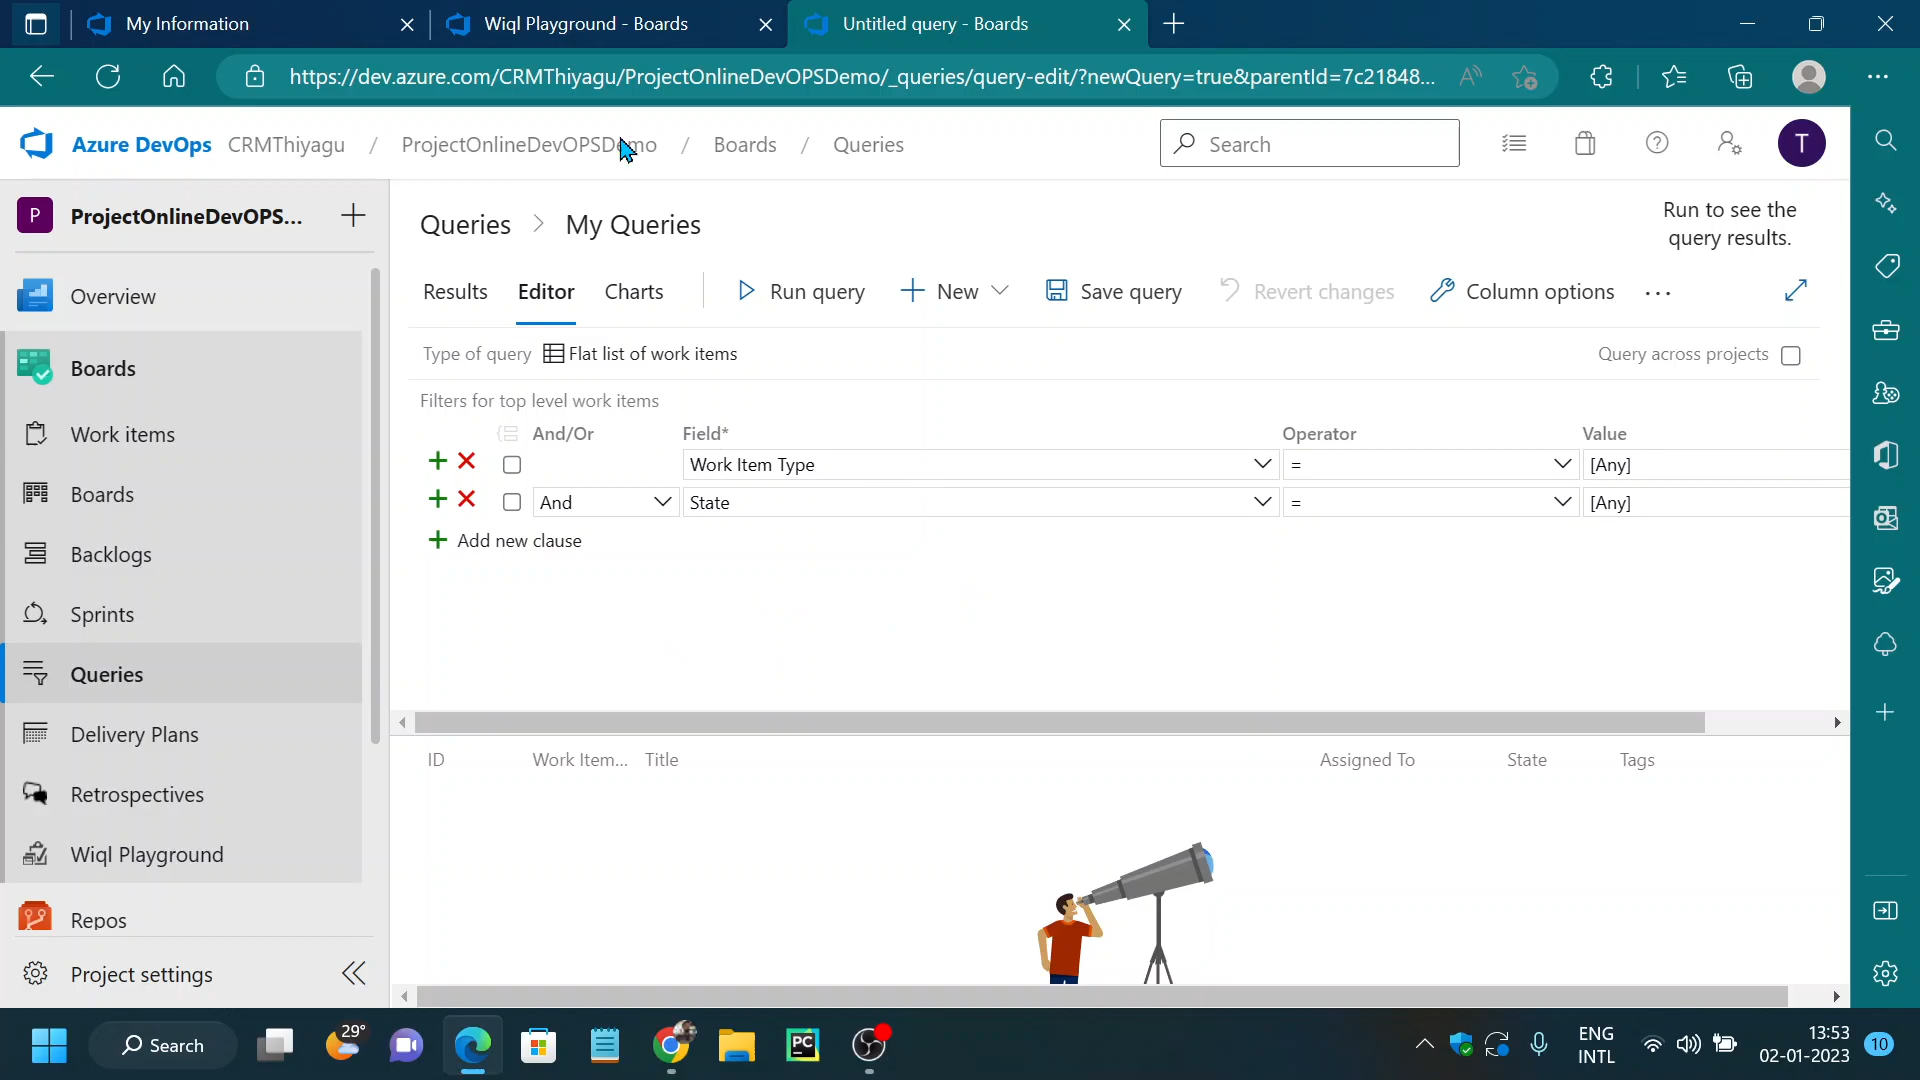 My Information
Wiql Playground - Boards
Untitled query - Boards
https://dev.azure.com/CRMThiyagu/ProjectOnlineDevOPSDemo/_queries/query-edit/?newQuery=true&parentId=7c21848...
Azure DevOps CRMThiyagu / ProjectOnlineDevOPSDemo / Boards / Queries
Search
T
P ProjectOnlineDevOPS...
Overview
Boards
Work items
Boards
Backlogs
Sprints
Queries
Delivery Plans
Retrospectives
Wiql Playground
Repos
Project settings
Queries > My Queries
Run to see the
query results.
Results Editor Charts Run query New Save query Revert changes Column options ...
Type of query Flat list of work items Query across projects
Filters for top level work items
And/Or Field* Operator Value
Work Item Type = [Any]
And State = [Any]
Add new clause
ID Work Item... Title Assigned To State Tags
29°
Search
PC
ENG
INTL
13:53
02-01-2023
10